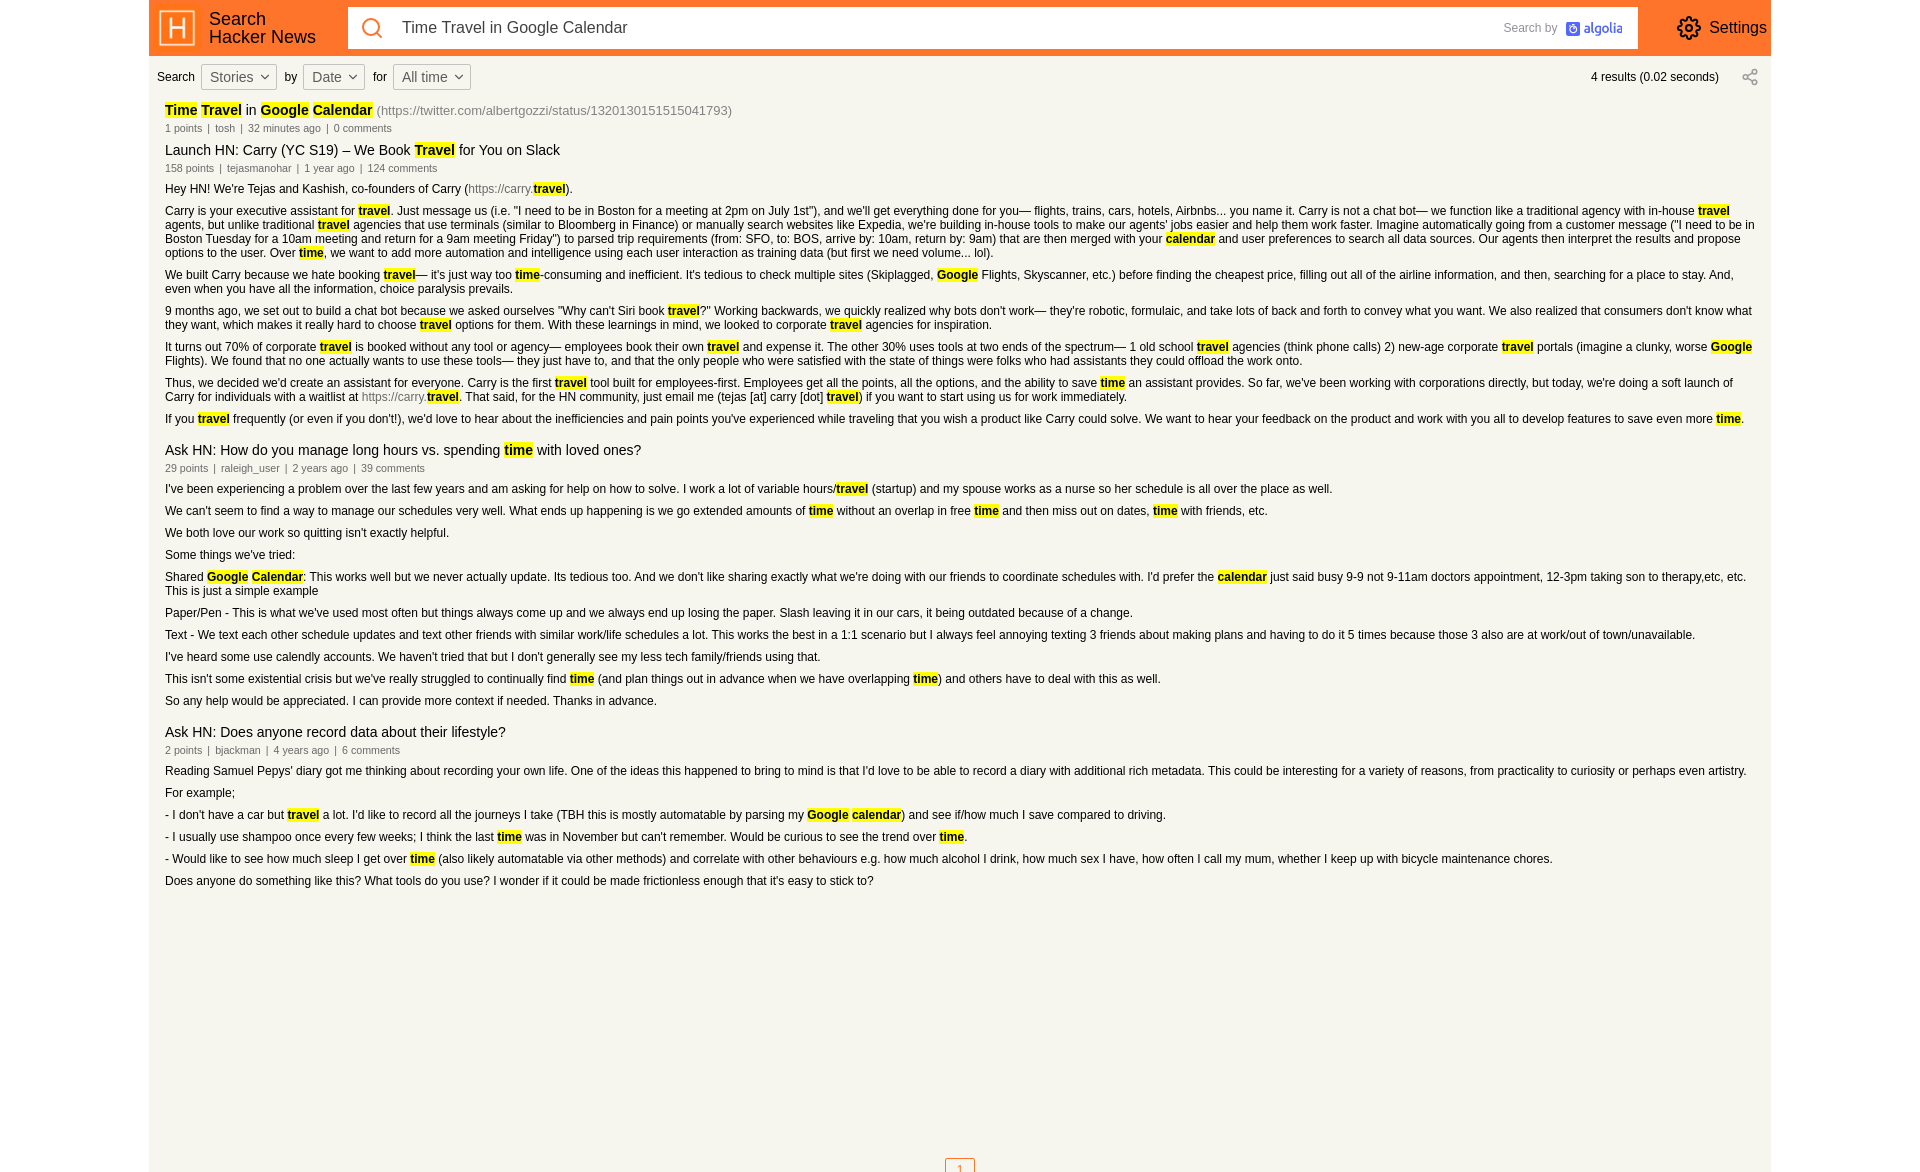 Search
Hacker News
Time Travel in Google Calendar
Search by algolia
Settings
Search Stories by Date for All time
4 results (0.02 seconds)
Time Travel in Google Calendar (https://twitter.com/albertgozzi/status/1320130151515041793)
1 points | tosh | 32 minutes ago | 0 comments
Launch HN: Carry (YC S19) – We Book Travel for You on Slack
158 points | tejasmanohar | 1 year ago | 124 comments
Hey HN! We're Tejas and Kashish, co-founders of Carry (https://carry.travel).
Carry is your executive assistant for travel. Just message us (i.e. "I need to be in Boston for a meeting at 2pm on July 1st"), and we'll get everything done for you— flights, trains, cars, hotels, Airbnbs... you name it. Carry is not a chat bot— we function like a traditional agency with in-house travel
agents, but unlike traditional travel agencies that use terminals (similar to Bloomberg in Finance) or manually search websites like Expedia, we're building in-house tools to make our agents' jobs easier and help them work faster. Imagine automatically going from a customer message ("I need to be in
Boston Tuesday for a 10am meeting and return for a 9am meeting Friday") to parsed trip requirements (from: SFO, to: BOS, arrive by: 10am, return by: 9am) that are then merged with your calendar and user preferences to search all data sources. Our agents then interpret the results and propose
options to the user. Over time, we want to add more automation and intelligence using each user interaction as training data (but first we need volume... lol).
We built Carry because we hate booking travel— it's just way too time-consuming and inefficient. It's tedious to check multiple sites (Skiplagged, Google Flights, Skyscanner, etc.) before finding the cheapest price, filling out all of the airline information, and then, searching for a place to stay. And,
even when you have all the information, choice paralysis prevails.
9 months ago, we set out to build a chat bot because we asked ourselves "Why can't Siri book travel?" Working backwards, we quickly realized why bots don't work— they're robotic, formulaic, and take lots of back and forth to convey what you want. We also realized that consumers don't know what
they want, which makes it really hard to choose travel options for them. With these learnings in mind, we looked to corporate travel agencies for inspiration.
It turns out 70% of corporate travel is booked without any tool or agency— employees book their own travel and expense it. The other 30% uses tools at two ends of the spectrum— 1 old school travel agencies (think phone calls) 2) new-age corporate travel portals (imagine a clunky, worse Google
Flights). We found that no one actually wants to use these tools— they just have to, and that the only people who were satisfied with the state of things were folks who had assistants they could offload the work onto.
Thus, we decided we'd create an assistant for everyone. Carry is the first travel tool built for employees-first. Employees get all the points, all the options, and the ability to save time an assistant provides. So far, we've been working with corporations directly, but today, we're doing a soft launch of
Carry for individuals with a waitlist at https://carry.travel. That said, for the HN community, just email me (tejas [at] carry [dot] travel) if you want to start using us for work immediately.
If you travel frequently (or even if you don't!), we'd love to hear about the inefficiencies and pain points you've experienced while traveling that you wish a product like Carry could solve. We want to hear your feedback on the product and work with you all to develop features to save even more time.
Ask HN: How do you manage long hours vs. spending time with loved ones?
29 points | raleigh_user | 2 years ago | 39 comments
I've been experiencing a problem over the last few years and am asking for help on how to solve. I work a lot of variable hours/travel (startup) and my spouse works as a nurse so her schedule is all over the place as well.
We can't seem to find a way to manage our schedules very well. What ends up happening is we go extended amounts of time without an overlap in free time and then miss out on dates, time with friends, etc.
We both love our work so quitting isn't exactly helpful.
Some things we've tried:
Shared Google Calendar: This works well but we never actually update. Its tedious too. And we don't like sharing exactly what we're doing with our friends to coordinate schedules with. I'd prefer the calendar just said busy 9-9 not 9-11am doctors appointment, 12-3pm taking son to therapy,etc, etc.
This is just a simple example
Paper/Pen - This is what we've used most often but things always come up and we always end up losing the paper. Slash leaving it in our cars, it being outdated because of a change.
Text - We text each other schedule updates and text other friends with similar work/life schedules a lot. This works the best in a 1:1 scenario but I always feel annoying texting 3 friends about making plans and having to do it 5 times because those 3 also are at work/out of town/unavailable.
I've heard some use calendly accounts. We haven't tried that but I don't generally see my less tech family/friends using that.
This isn't some existential crisis but we've really struggled to continually find time (and plan things out in advance when we have overlapping time) and others have to deal with this as well.
So any help would be appreciated. I can provide more context if needed. Thanks in advance.
Ask HN: Does anyone record data about their lifestyle?
2 points | bjackman | 4 years ago | 6 comments
Reading Samuel Pepys' diary got me thinking about recording your own life. One of the ideas this happened to bring to mind is that I'd love to be able to record a diary with additional rich metadata. This could be interesting for a variety of reasons, from practicality to curiosity or perhaps even artistry.
For example;
- I don't have a car but travel a lot. I'd like to record all the journeys I take (TBH this is mostly automatable by parsing my Google calendar) and see if/how much I save compared to driving.
- I usually use shampoo once every few weeks; I think the last time was in November but can't remember. Would be curious to see the trend over time.
- Would like to see how much sleep I get over time (also likely automatable via other methods) and correlate with other behaviours e.g. how much alcohol I drink, how much sex I have, how often I call my mum, whether I keep up with bicycle maintenance chores.
Does anyone do something like this? What tools do you use? I wonder if it could be made frictionless enough that it's easy to stick to?
1